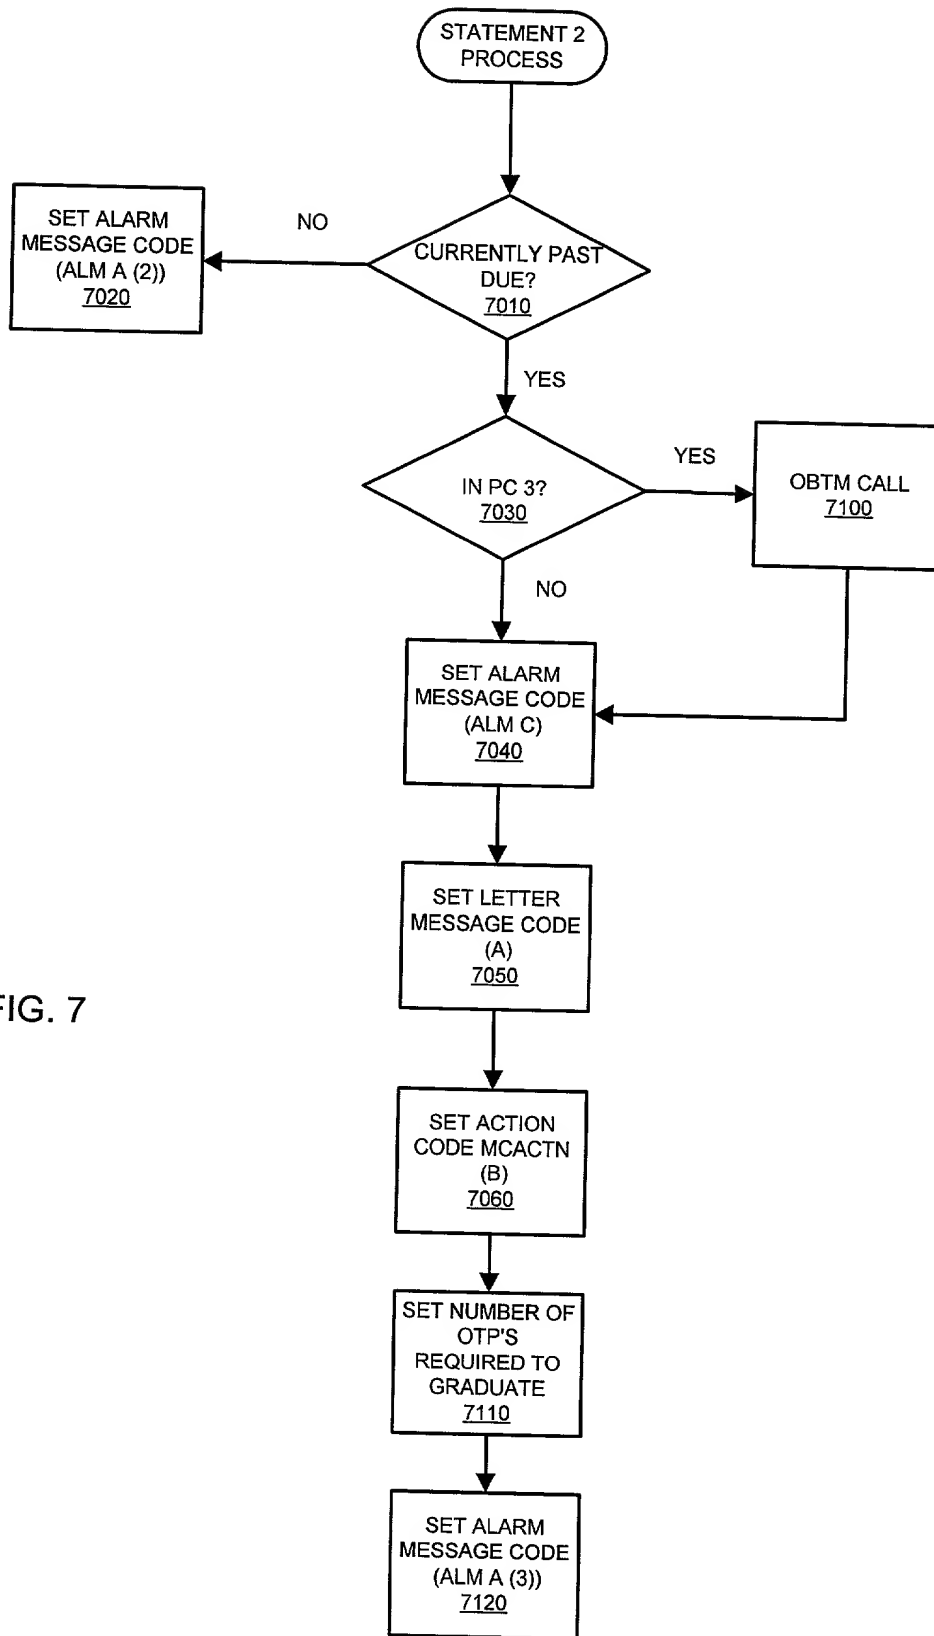 STATEMENT 2
PROCESS
SET ALARM
MESSAGE CODE
(ALM A (2))
7020
NO
CURRENTLY PAST
DUE?
7010
YES
IN PC 3?
7030
YES
OBTM CALL
7100
NO
SET ALARM
MESSAGE CODE
(ALM C)
7040
SET LETTER
MESSAGE CODE
(A)
7050
FIG. 7
SET ACTION
CODE MCACTN
(B)
7060
SET NUMBER OF
OTP'S
REQUIRED TO
GRADUATE
7110
SET ALARM
MESSAGE CODE
(ALM A (3))
7120